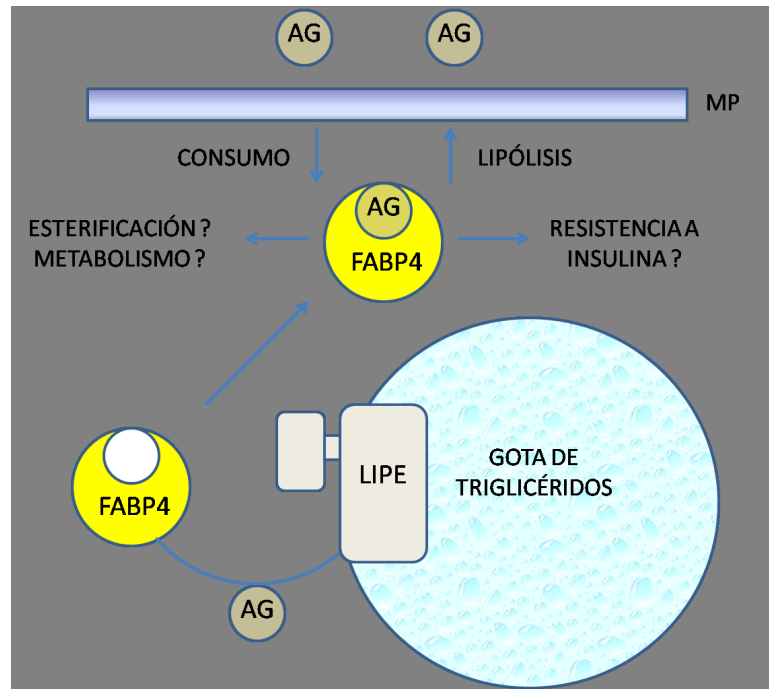 AG
AG
MP
CONSUMO
LIPÓLISIS
AG
FABP4
ESTERIFICACIÓN ?
METABOLISMO ?
RESISTENCIA A
INSULINA ?
FABP4
LIPE
GOTA DE
TRIGLICÉRIDOS
AG